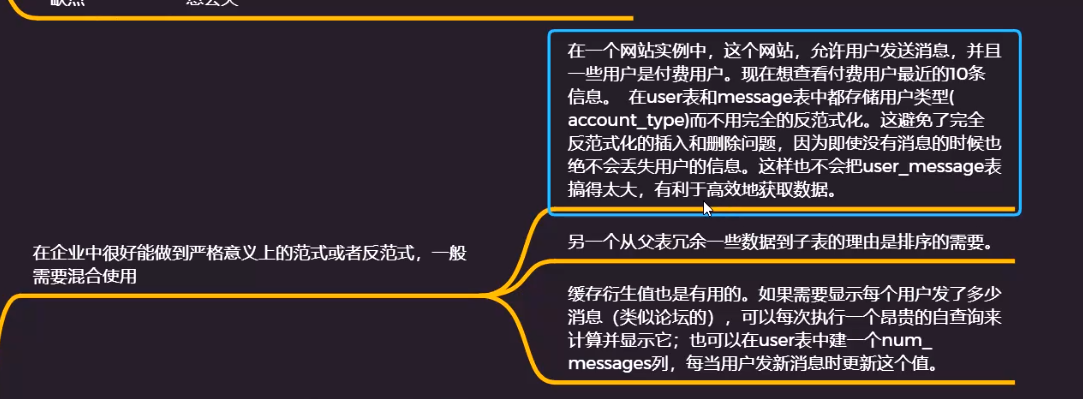 在一个网站实例中，这个网站，允许用户发送消息，并且
一些用户是付费用户。现在想查看付费用户最近的10条
信息。 在user表和message表中都存储用户类型(
account_type)而不用完全的反范式化。这避免了完全
反范式化的插入和删除问题，因为即使没有消息的时候也
绝不会丢失用户的信息。这样也不会把user_message表
搞得太大，有利于高效地获取数据。
在企业中很好能做到严格意义上的范式或者反范式，一般
需要混合使用
另一个从父表冗余一些数据到子表的理由是排序的需要。
缓存衍生值也是有用的。如果需要显示每个用户发了多少
消息（类似论坛的），可以每次执行一个昂贵的自查询来
计算并显示它；也可以在user表中建一个num_
messages列，每当用户发新消息时更新这个值。